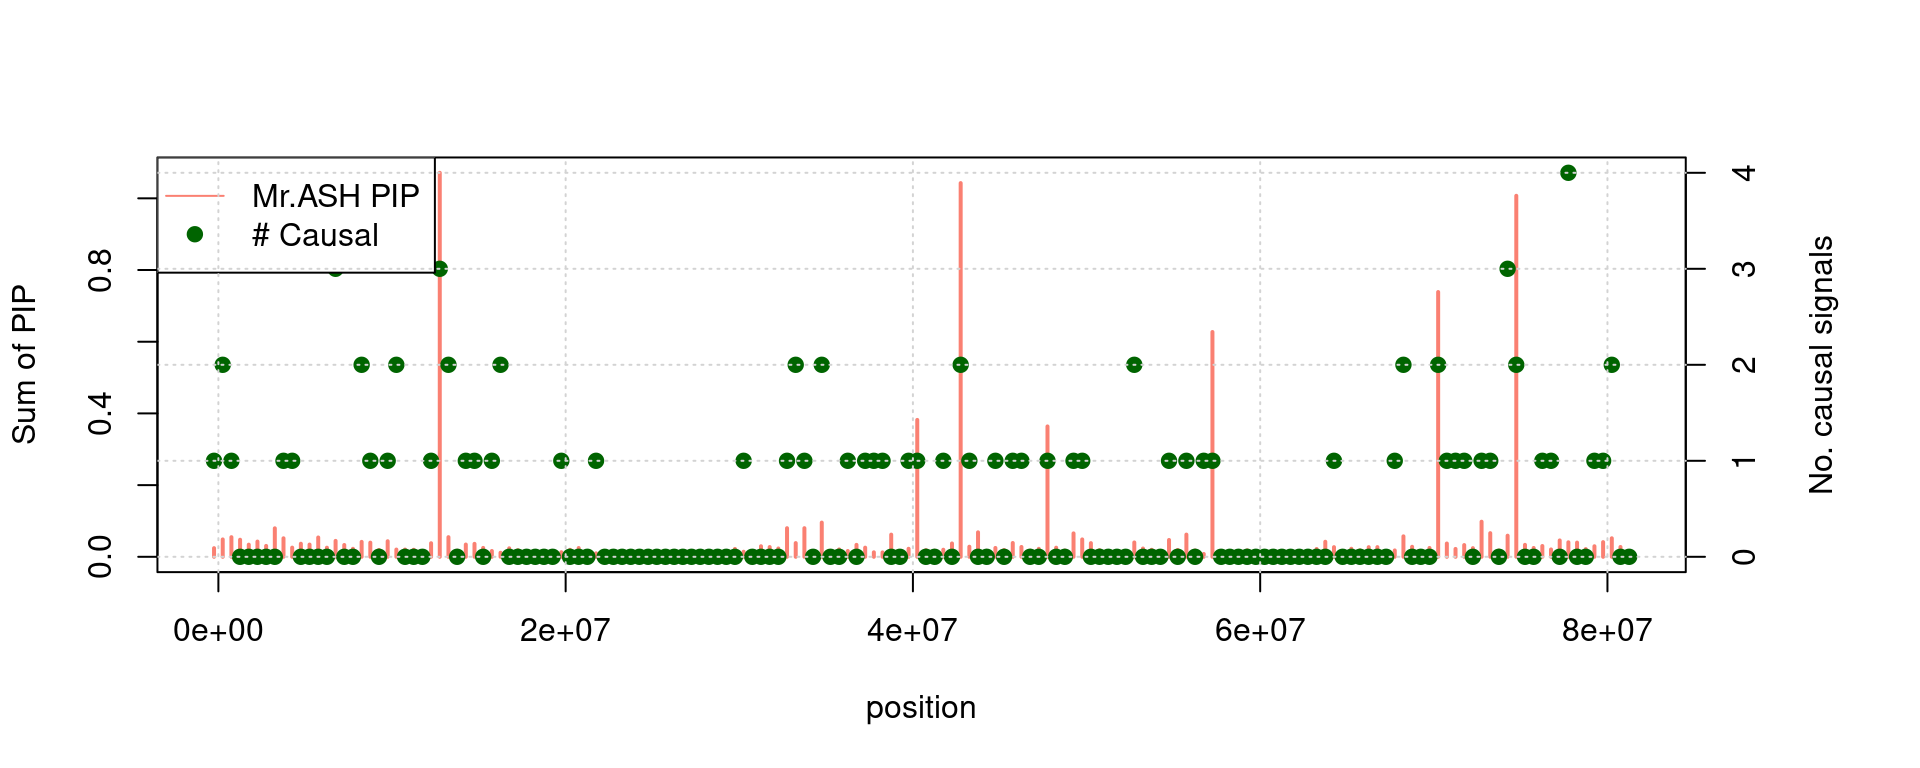 Mr.ASH PIP
# Causal
Sum of PIP
0.0
0.4
0.8
No. causal signals
0
1
2
3
4
0e+00
2e+07
4e+07
6e+07
8e+07
position